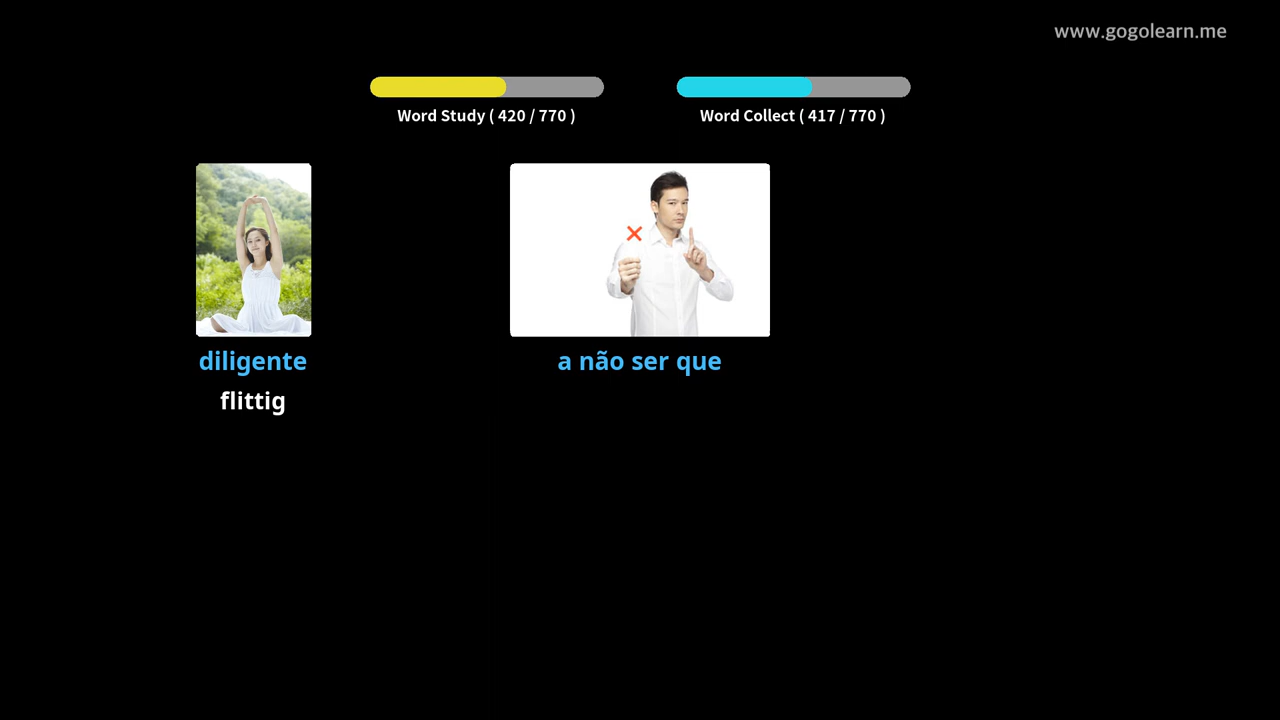 www.gogolearn.me
Word Study ( 420 / 770 )
Word Collect ( 417 / 770 )
diligente
flittig
a não ser que